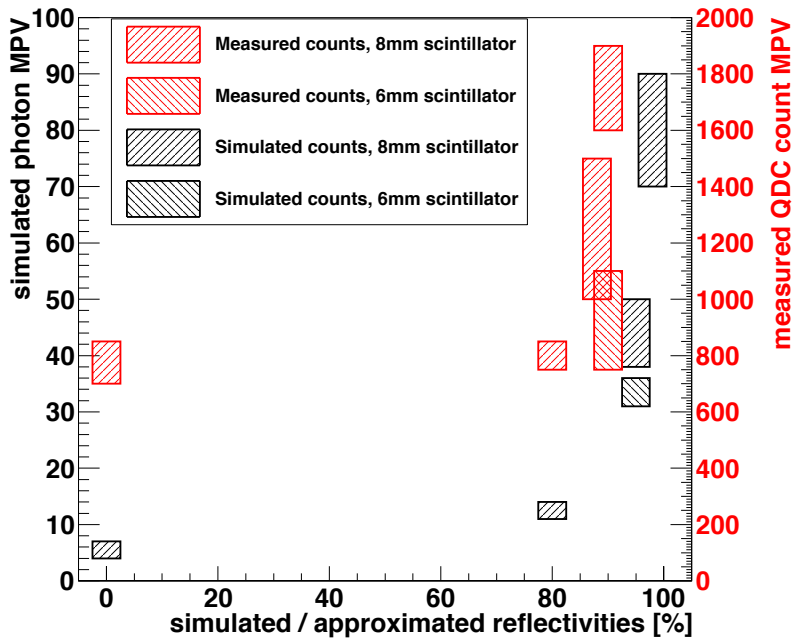 simulated photon MPV
100
90
80
70
60
50
40
30
20
10
0
Measured counts, 8mm scintillator
Measured counts, 6mm scintillator
Simulated counts, 8mm scintillator
Simulated counts, 6mm scintillator
2000
1800
1600
1400
1200
1000
800
600
400
200
0
measured QDC count MPV
0 20 40 60 80 100
simulated / approximated reflectivities [%]